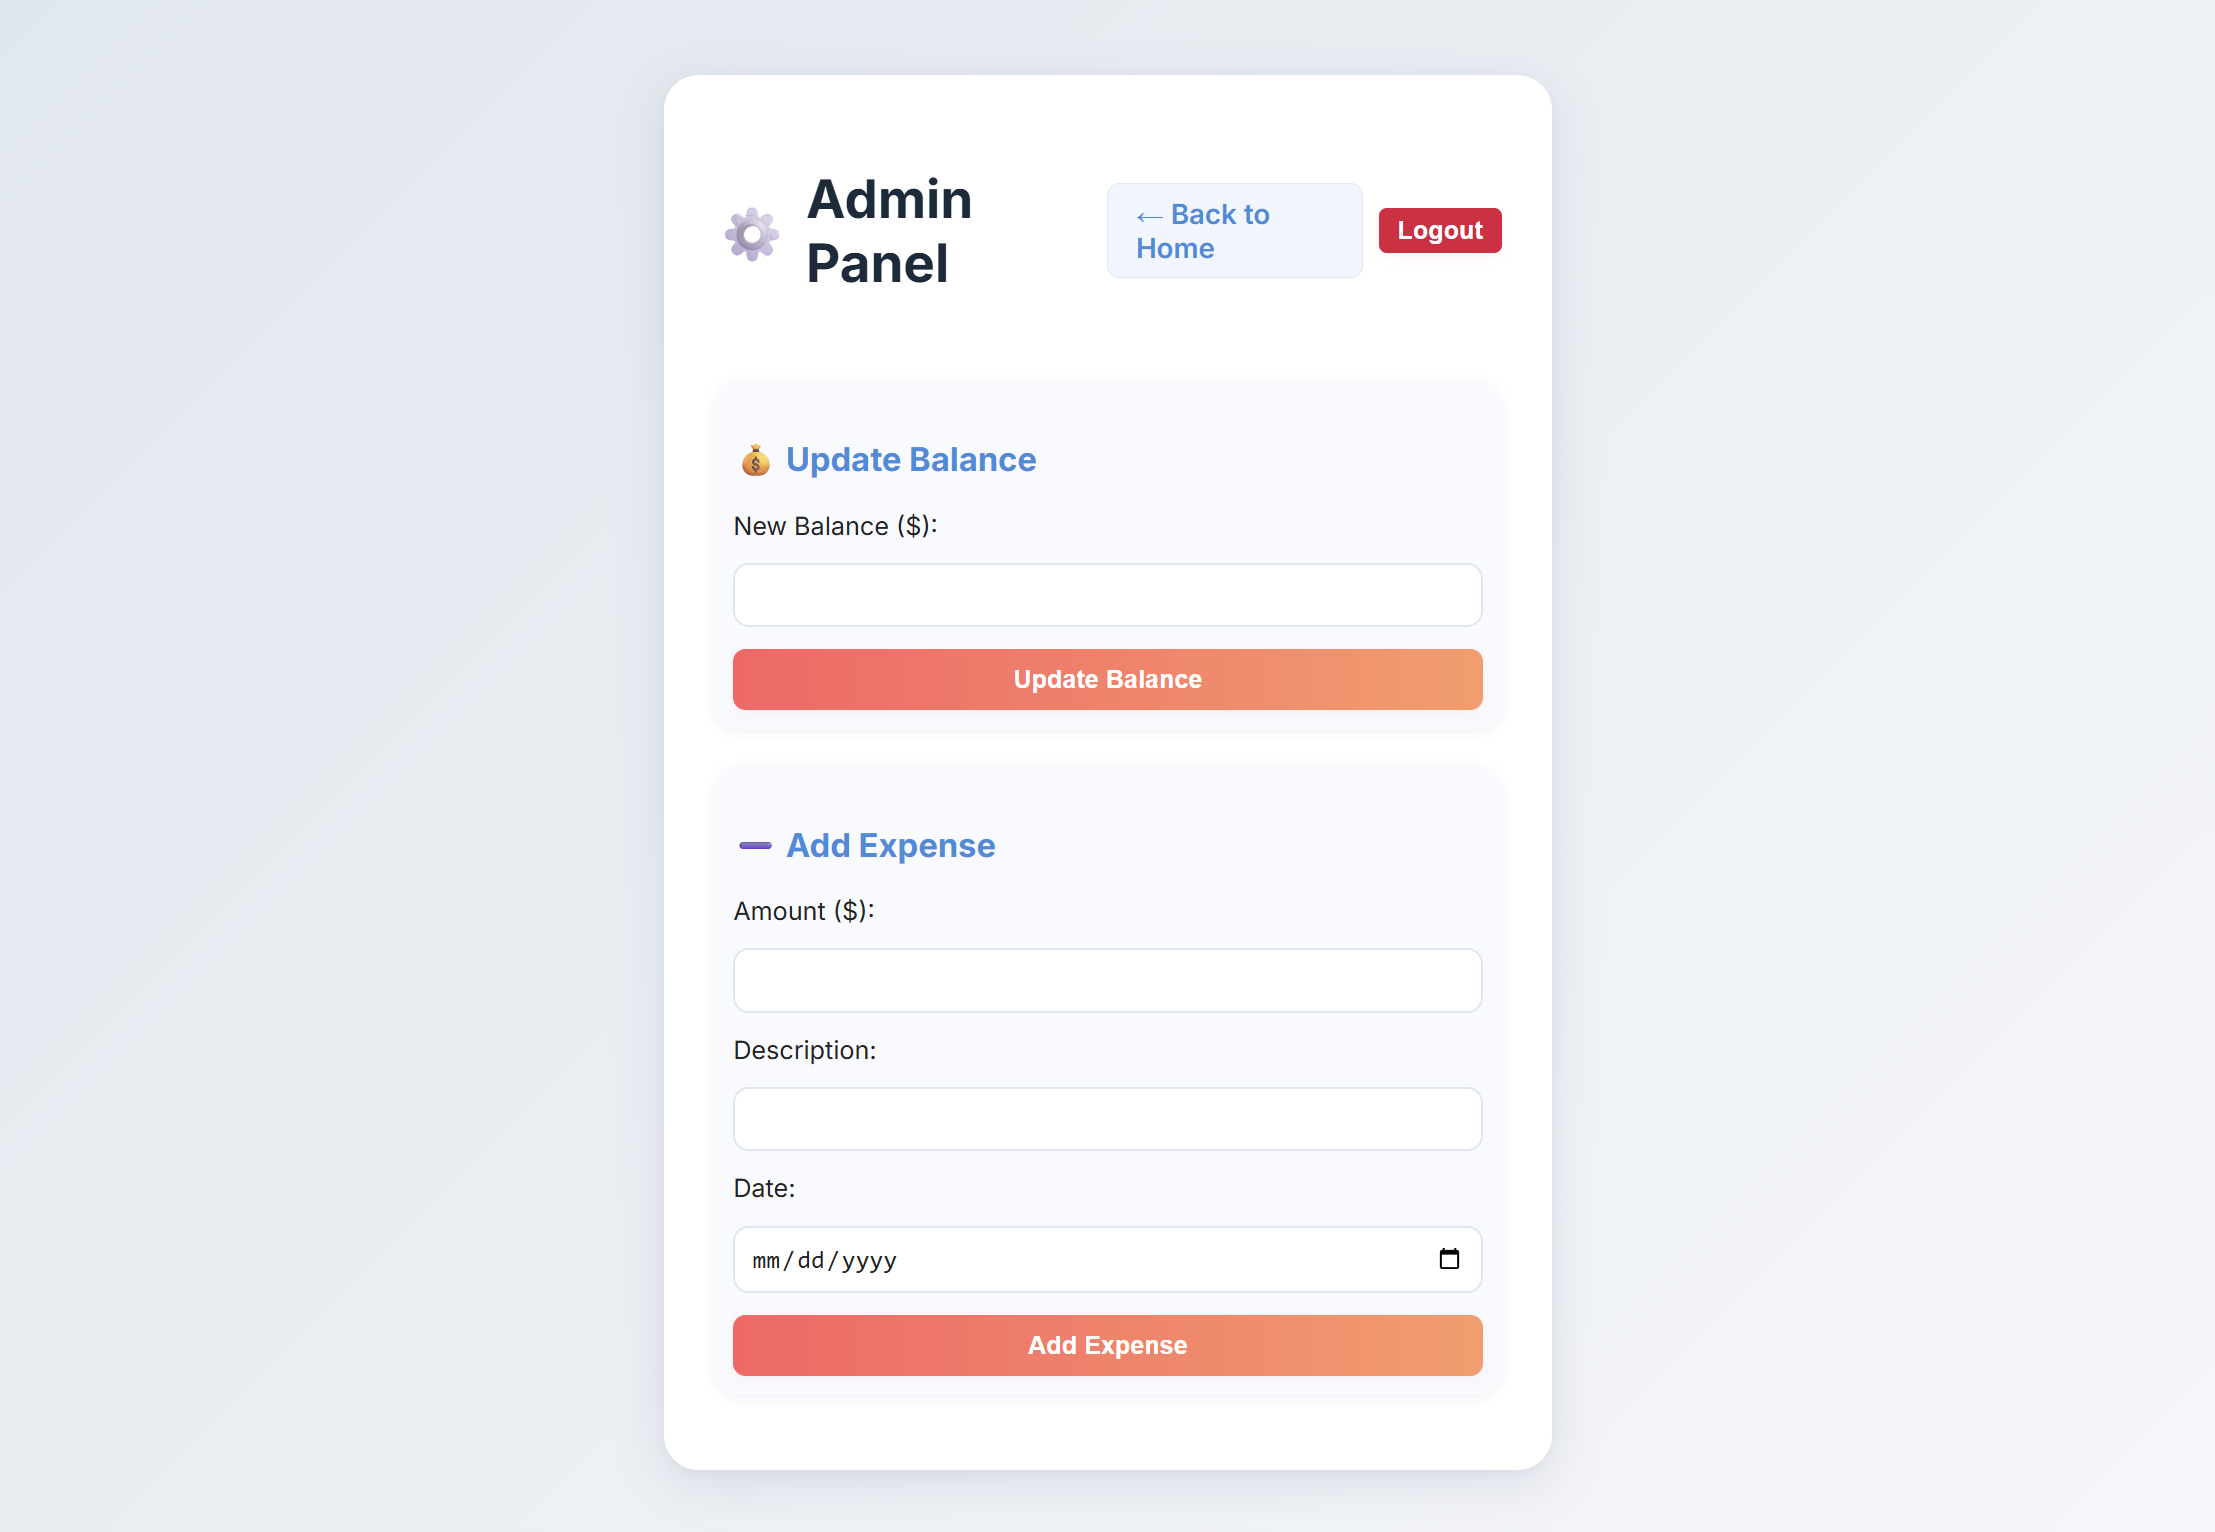 Admin
Panel
← Back to
Home
Logout
Update Balance
New Balance ($):
Update Balance
Add Expense
Amount ($):
Description:
Date:
mm/dd/yyyy
Add Expense